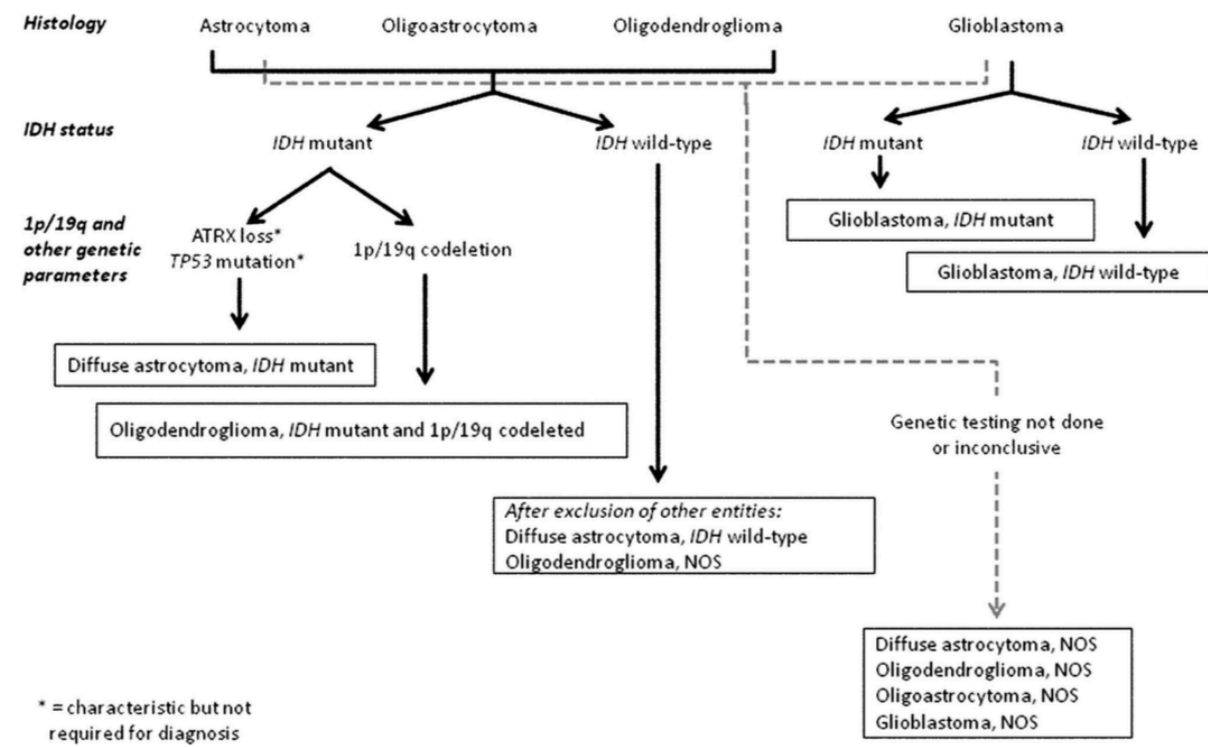 Histology
Astrocytoma
Oligoastrocytoma
Oligodendroglioma
Glioblastoma
IDH status
IDH mutant
IDH wild-type
IDH mutant
IDH wild-type
1p/19q and
other genetic
parameters
ATRX loss*
TP53 mutation*
1p/19q codeletion
Glioblastoma, IDH mutant
Glioblastoma, IDH wild-type
Diffuse astrocytoma, IDH mutant
Oligodendroglioma, IDH mutant and 1p/19q codeleted
Genetic testing not done
or inconclusive
After exclusion of other entities:
Diffuse astrocytoma, IDH wild-type
Oligodendroglioma, NOS
Diffuse astrocytoma, NOS
Oligodendroglioma, NOS
Oligoastrocytoma, NOS
Glioblastoma, NOS
* = characteristic but not
required for diagnosis